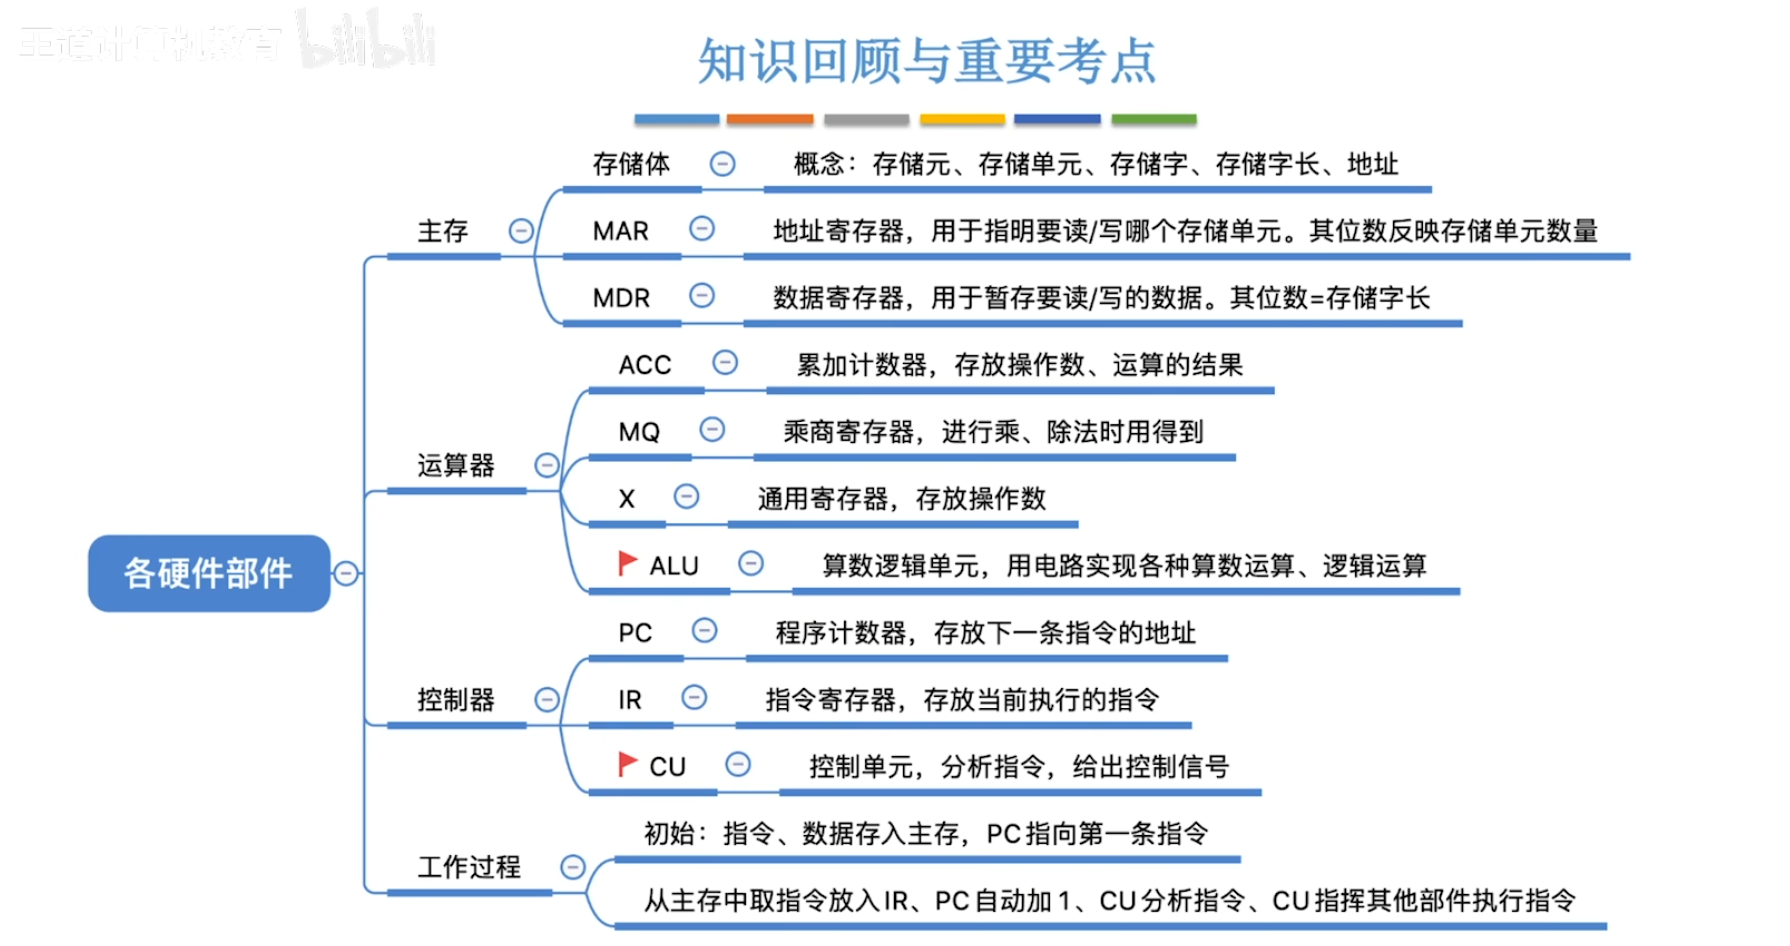 王道计算机教育 bilibili
知识回顾与重要考点
存储体
概念：存储元、存储单元、存储字、存储字长、地址
主存
MAR
地址寄存器，用于指明要读/写哪个存储单元。其位数反映存储单元数量
MDR
数据寄存器，用于暂存要读/写的数据。其位数=存储字长
ACC
累加计数器，存放操作数、运算的结果
MQ
乘商寄存器，进行乘、除法时用得到
运算器
X
通用寄存器，存放操作数
ALU
算数逻辑单元，用电路实现各种算数运算、逻辑运算
各硬件部件
PC
程序计数器，存放下一条指令的地址
控制器
IR
指令寄存器，存放当前执行的指令
CU
控制单元，分析指令，给出控制信号
工作过程
初始：指令、数据存入主存，PC指向第一条指令
从主存中取指令放入IR、PC自动加1、CU分析指令、CU指挥其他部件执行指令